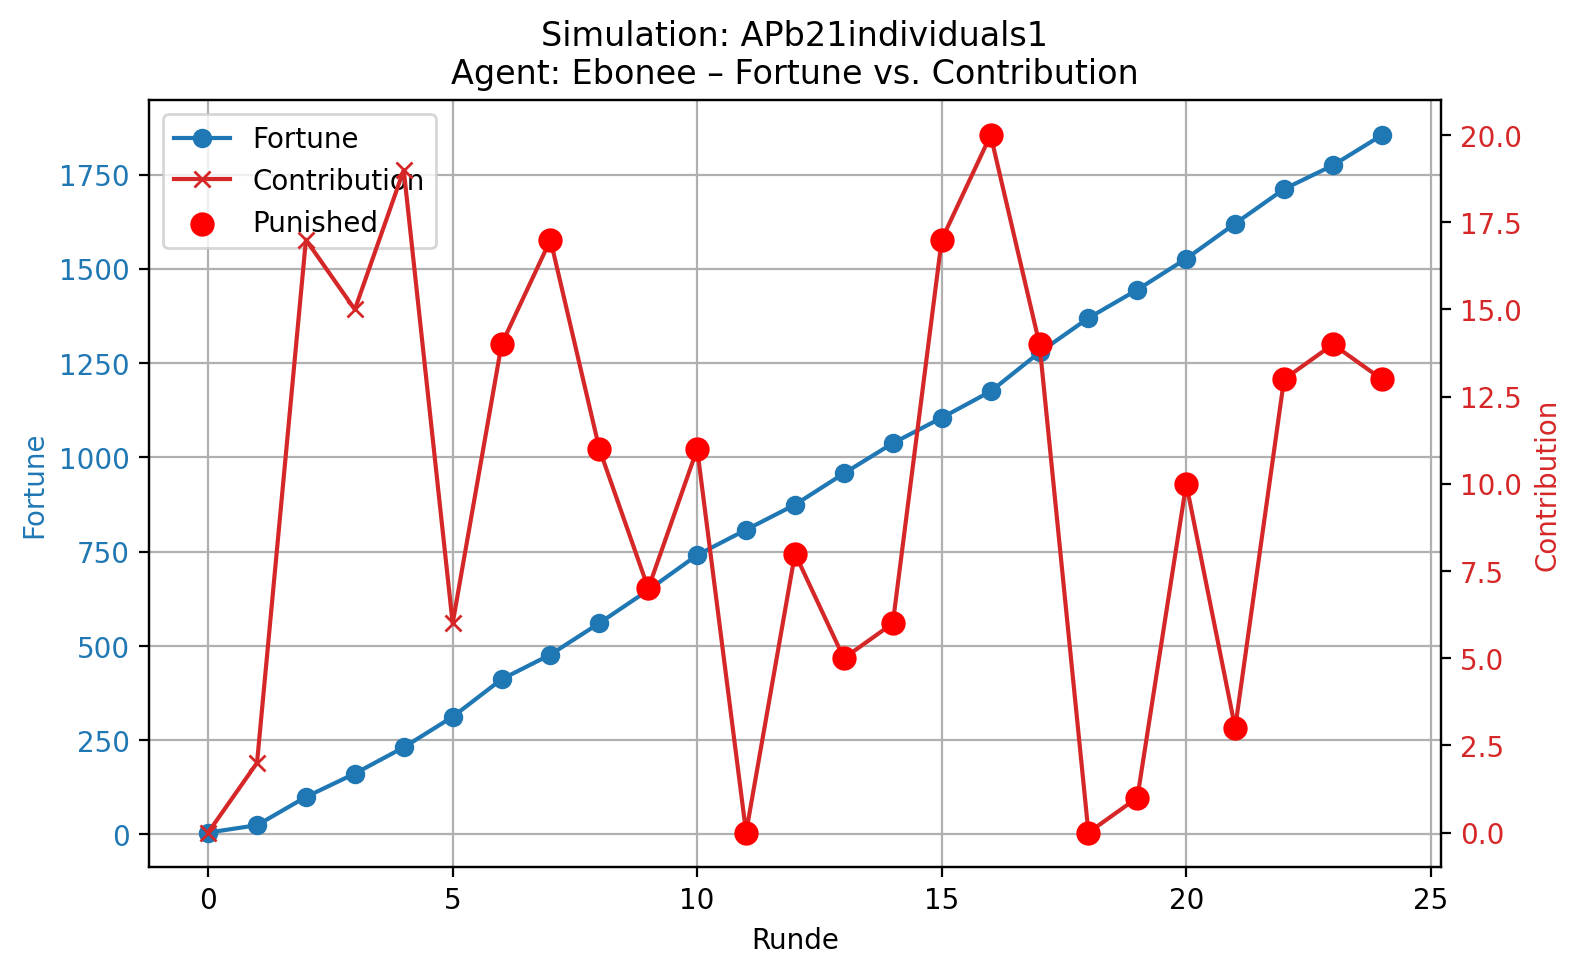 Simulation: APb21individuals1
Agent: Ebonee – Fortune vs. Contribution
Fortune
Contribution
Punished
1750
1500
1250
1000
750
500
250
0
Fortune
20.0
17.5
15.0
12.5
10.0
7.5
5.0
2.5
0.0
Contribution
0 5 10 15 20 25
Runde